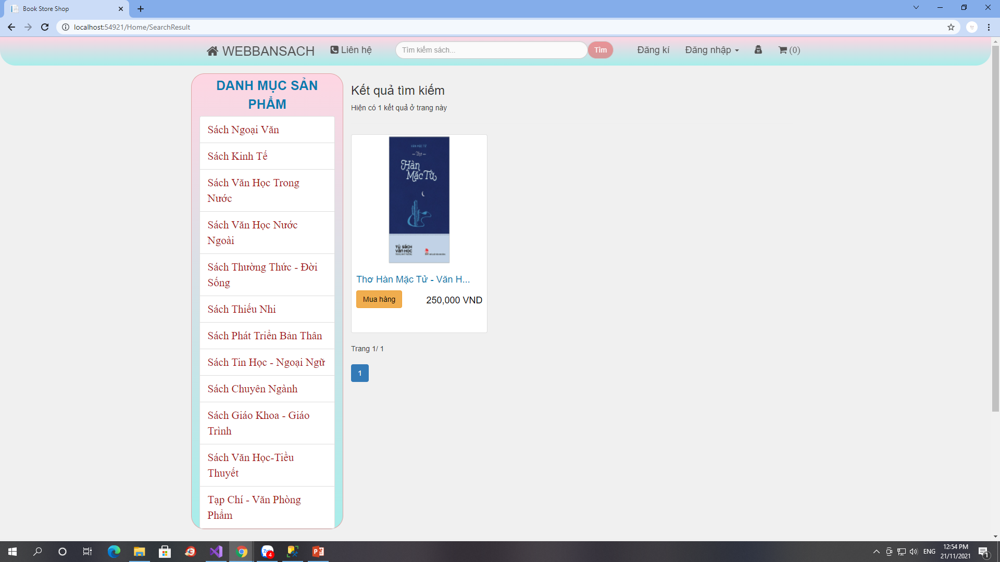 Book Store Shop
localhost:54921/Home/SearchResult
WEBBANSACH
Liên hệ
Tìm kiếm sách...
Tìm
Đăng kí
Đăng nhập
(0)
DANH MỤC SẢN
PHẨM
Sách Ngoại Văn
Sách Kinh Tế
Sách Văn Học Trong
Nước
Sách Văn Học Nước
Ngoài
Sách Thường Thức - Đời
Sống
Sách Thiếu Nhi
Sách Phát Triển Bản Thân
Sách Tin Học - Ngoại Ngữ
Sách Chuyên Ngành
Sách Giáo Khoa - Giáo
Trình
Sách Văn Học-Tiểu
Thuyết
Tạp Chí - Văn Phòng
Phẩm
Kết quả tìm kiếm
Hiện có 1 kết quả ở trang này
HÀN MẶC TỬ
Thơ
Hàn
Mặc Tử
TỦ SÁCH
VĂN HỌC
Thơ Hàn Mặc Tử - Văn H...
Mua hàng
250,000 VND
Trang 1/ 1
1
Zalo
4
ENG
12:54 PM
21/11/2021
1